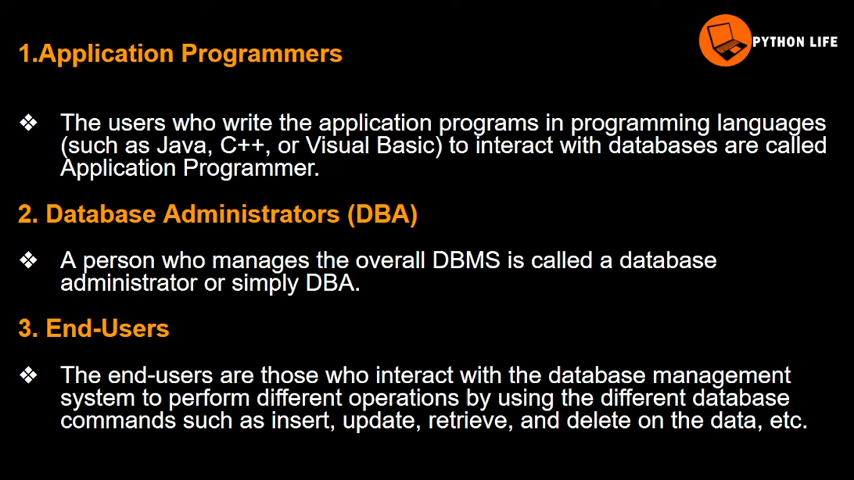 PYTHON LIFE
1.Application Programmers
❖ The users who write the application programs in programming languages
(such as Java, C++, or Visual Basic) to interact with databases are called
Application Programmer.
2. Database Administrators (DBA)
❖ A person who manages the overall DBMS is called a database
administrator or simply DBA.
3. End-Users
❖ The end-users are those who interact with the database management
system to perform different operations by using the different database
commands such as insert, update, retrieve, and delete on the data, etc.